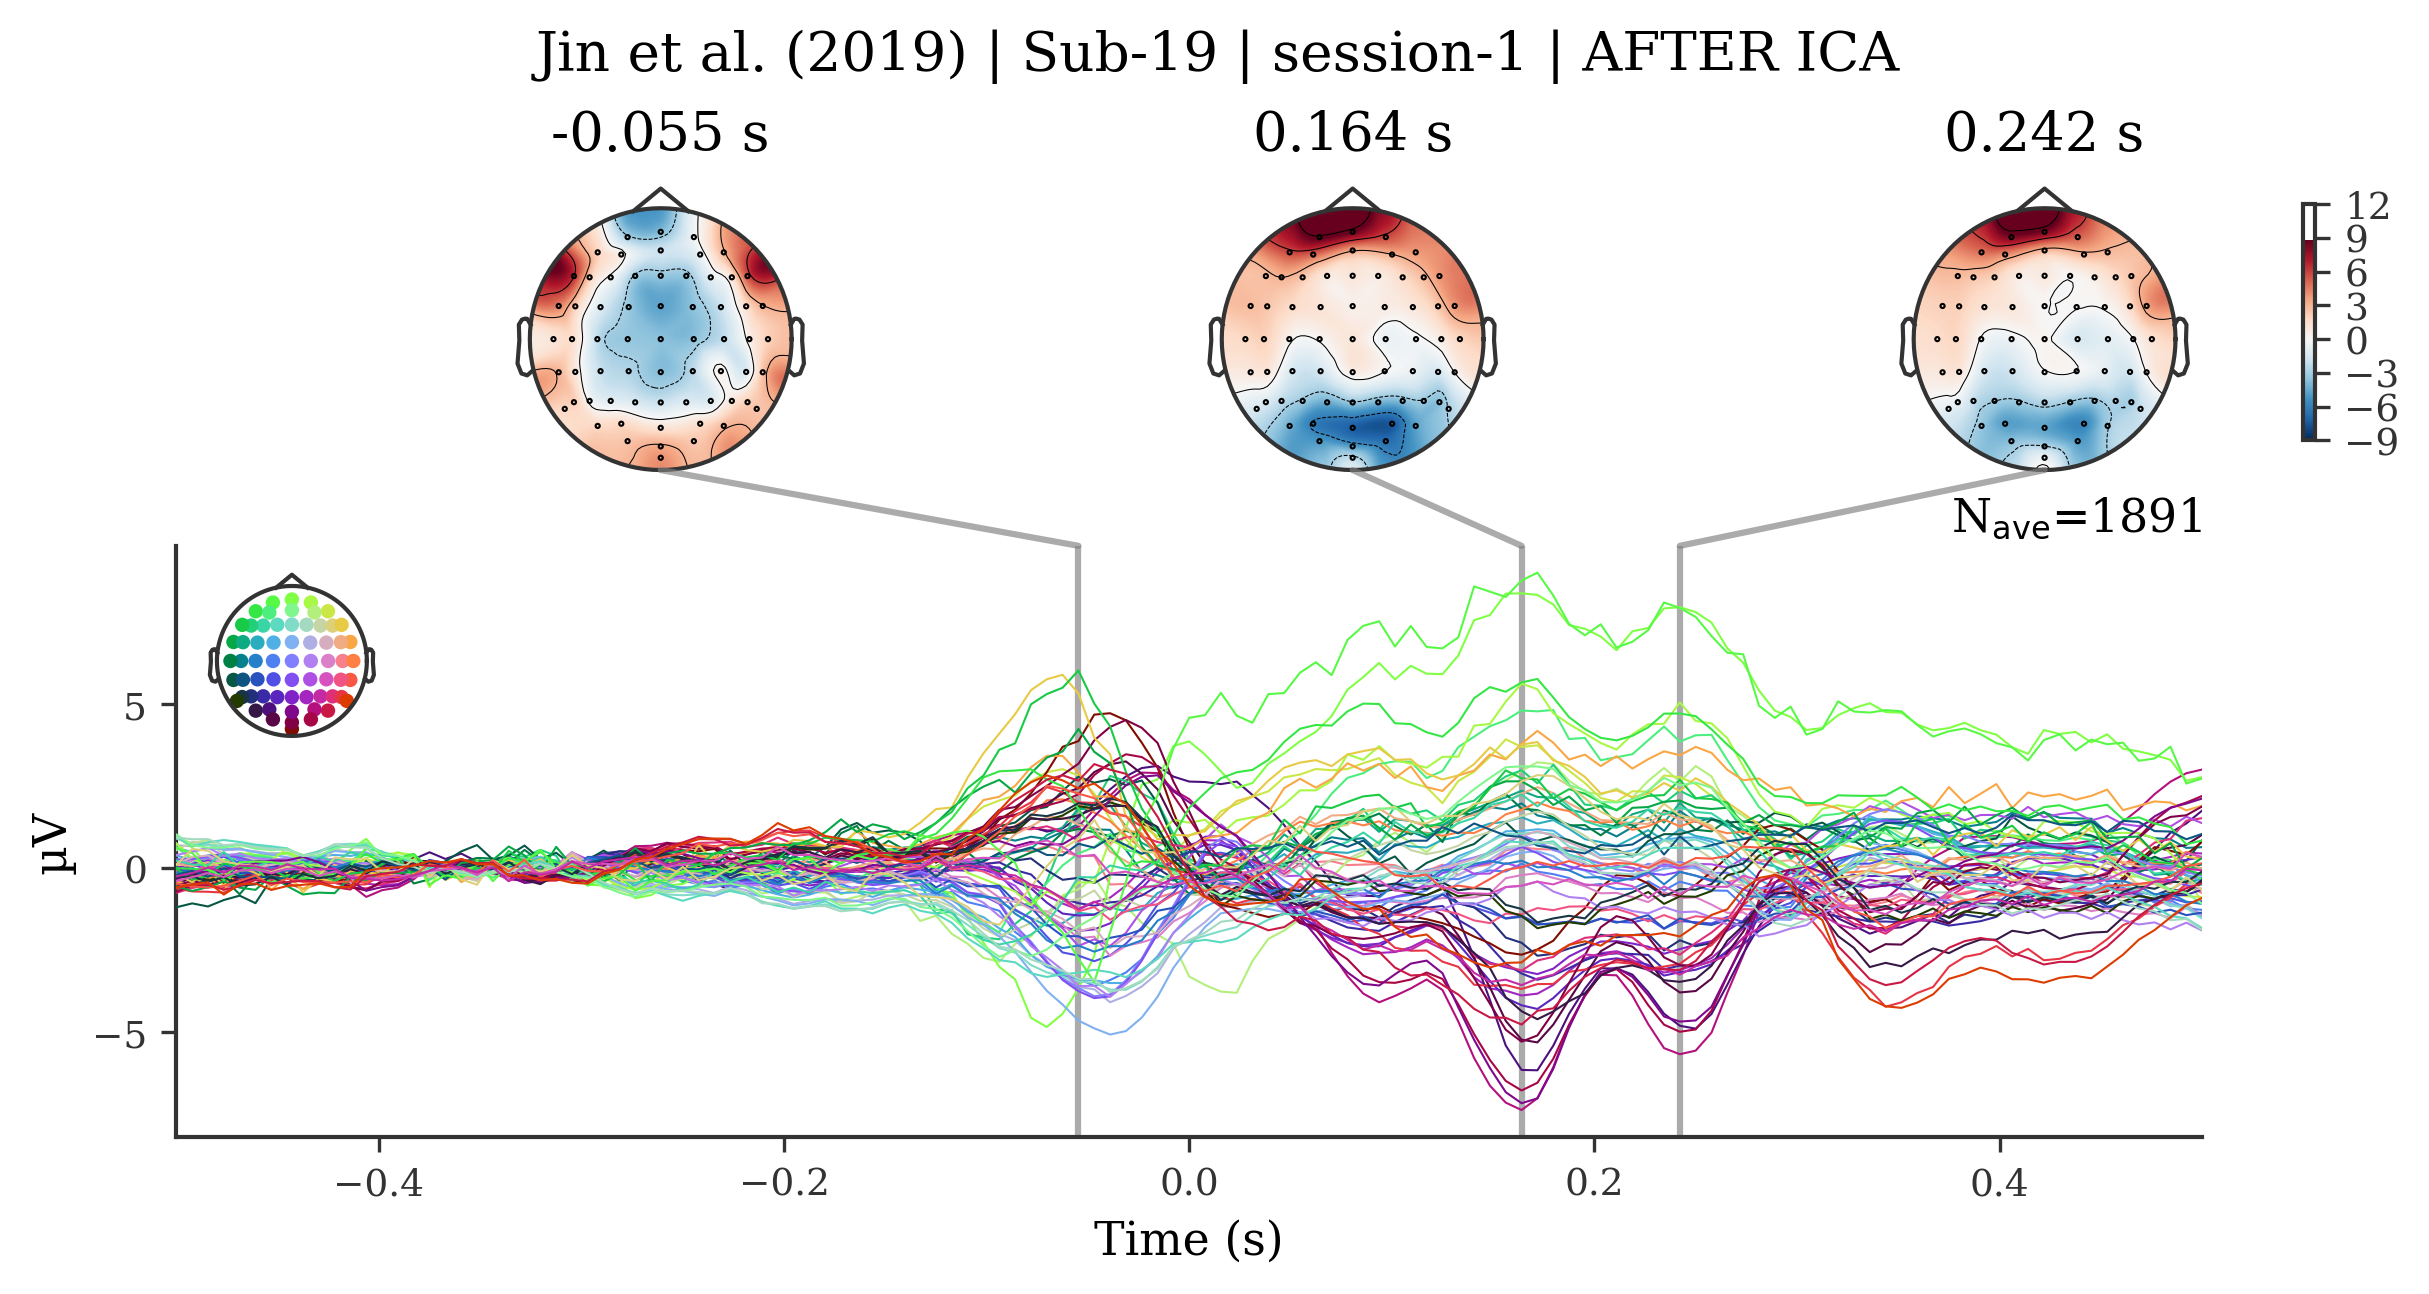 Jin et al. (2019) | Sub-19 | session-1 | AFTER ICA
-0.055 s
0.164 s
0.242 s
12
9
6
3
0
−3
−6
−9
Nave=1891
µV
5
0
−5
−0.4
−0.2
0.0
0.2
0.4
Time (s)